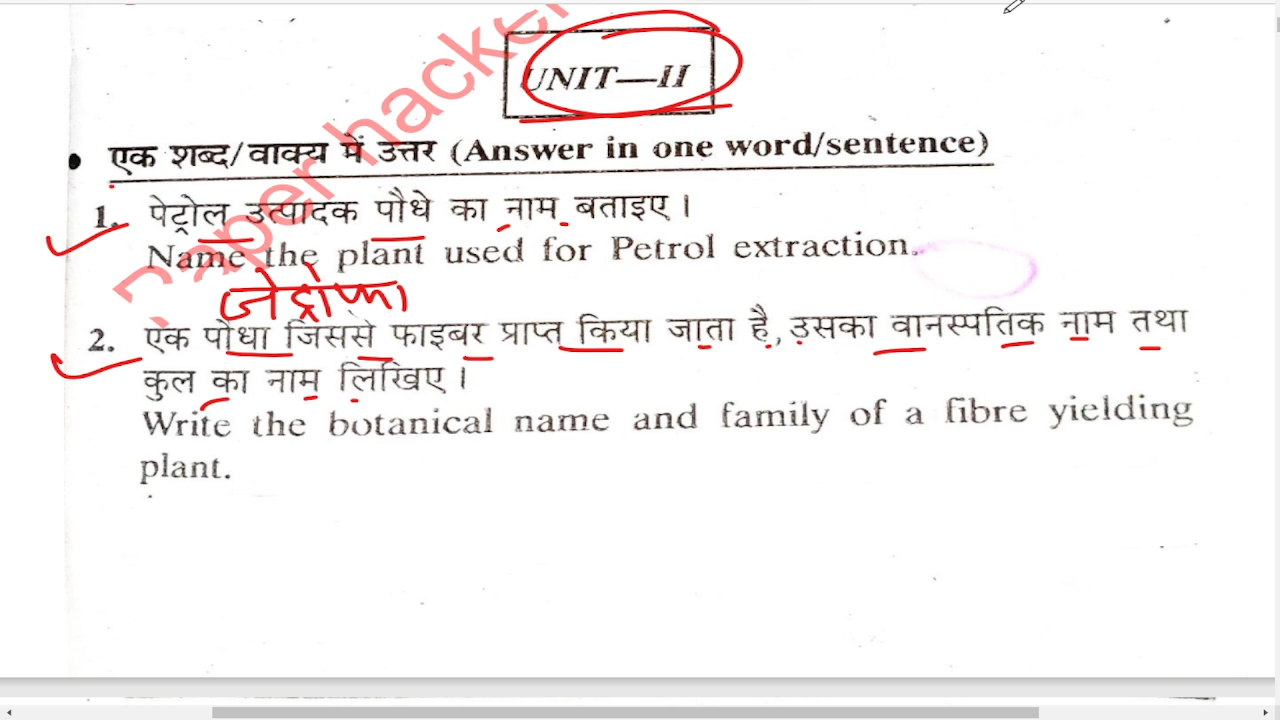 Paper hacker
UNIT—II
• एक शब्द/वाक्य में उत्तर (Answer in one word/sentence)
1. पेट्रोल उत्पादक पौधे का नाम बताइए ।
Name the plant used for Petrol extraction.
जेट्रोफा
2. एक पौधा जिससे फाइबर प्राप्त किया जाता है, उसका वानस्पतिक नाम तथा
कुल का नाम लिखिए ।
Write the botanical name and family of a fibre yielding
plant.